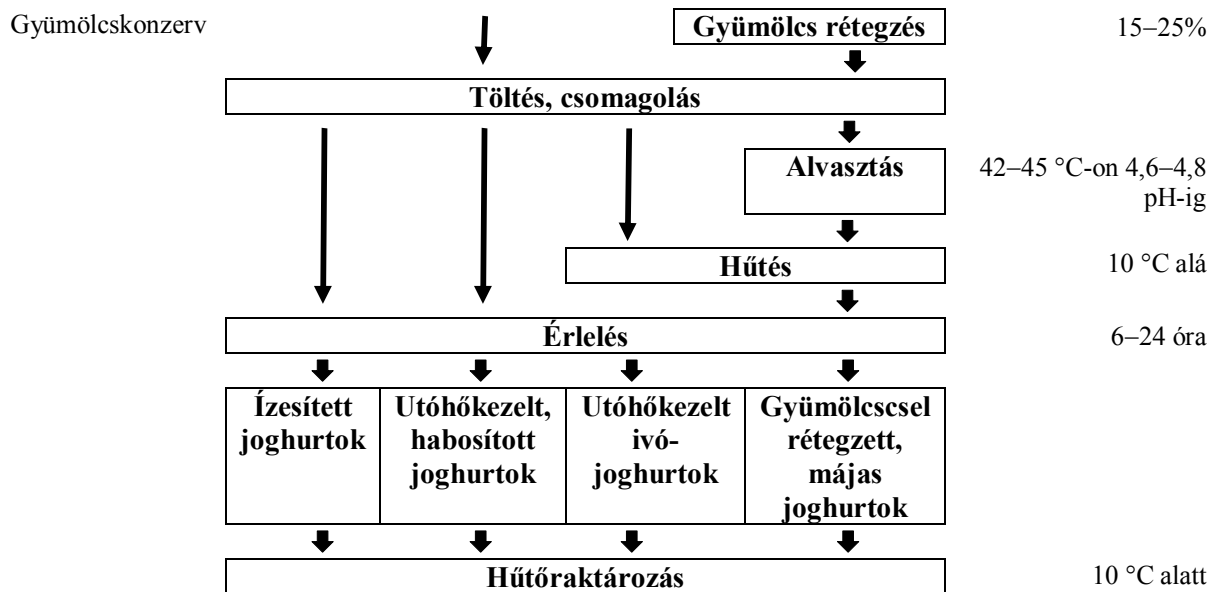 Gyümölcskonzerv
Gyümölcs rétegzés
15–25%
Töltés, csomagolás
Alvasztás
42–45 °C-on 4,6–4,8
pH-ig
Hűtés
10 °C alá
Érlelés
6–24 óra
Ízesített
joghurtok
Utóhőkezelt,
habosított
joghurtok
Utóhőkezelt
ivó-
joghurtok
Gyümölcscsel
rétegzett,
májas
joghurtok
Hűtőraktározás
10 °C alatt